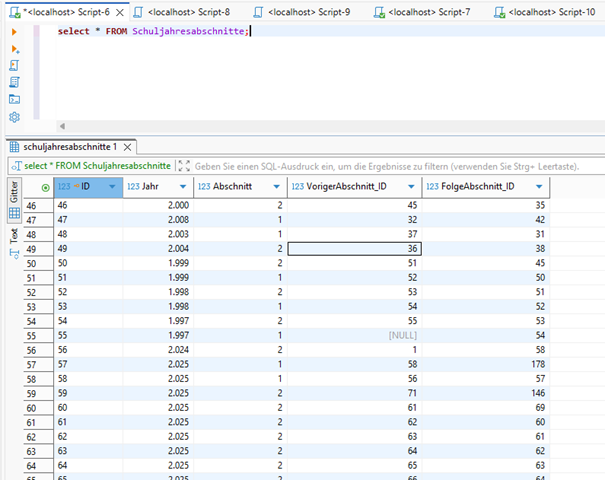 *<localhost> Script-6 <localhost> Script-8 <localhost> Script-9 <localhost> Script-7 <localhost> Script-10
select * FROM Schuljahresabschnitte;
schuljahresabschnitte 1
select * FROM Schuljahresabschnitte Geben Sie einen SQL-Ausdruck ein, um die Ergebnisse zu filtern (verwenden Sie Strg+ Leertaste).
Gitter
Text
123 ID 123 Jahr 123 Abschnitt 123 VorigerAbschnitt_ID 123 FolgeAbschnitt_ID
46 46 2.000 2 45 35
47 47 2.008 1 32 42
48 48 2.003 1 37 31
49 49 2.004 2 36 38
50 50 1.999 2 51 45
51 51 1.999 1 52 50
52 52 1.998 2 53 51
53 53 1.998 1 54 52
54 54 1.997 2 55 53
55 55 1.997 1 [NULL] 54
56 56 2.024 2 1 58
57 57 2.025 1 58 178
58 58 2.025 1 56 57
59 59 2.025 2 71 146
60 60 2.025 2 61 69
61 61 2.025 2 62 60
62 62 2.025 2 63 61
63 63 2.025 2 64 62
64 64 2.025 2 65 63
65 65 2.025 2 66 64